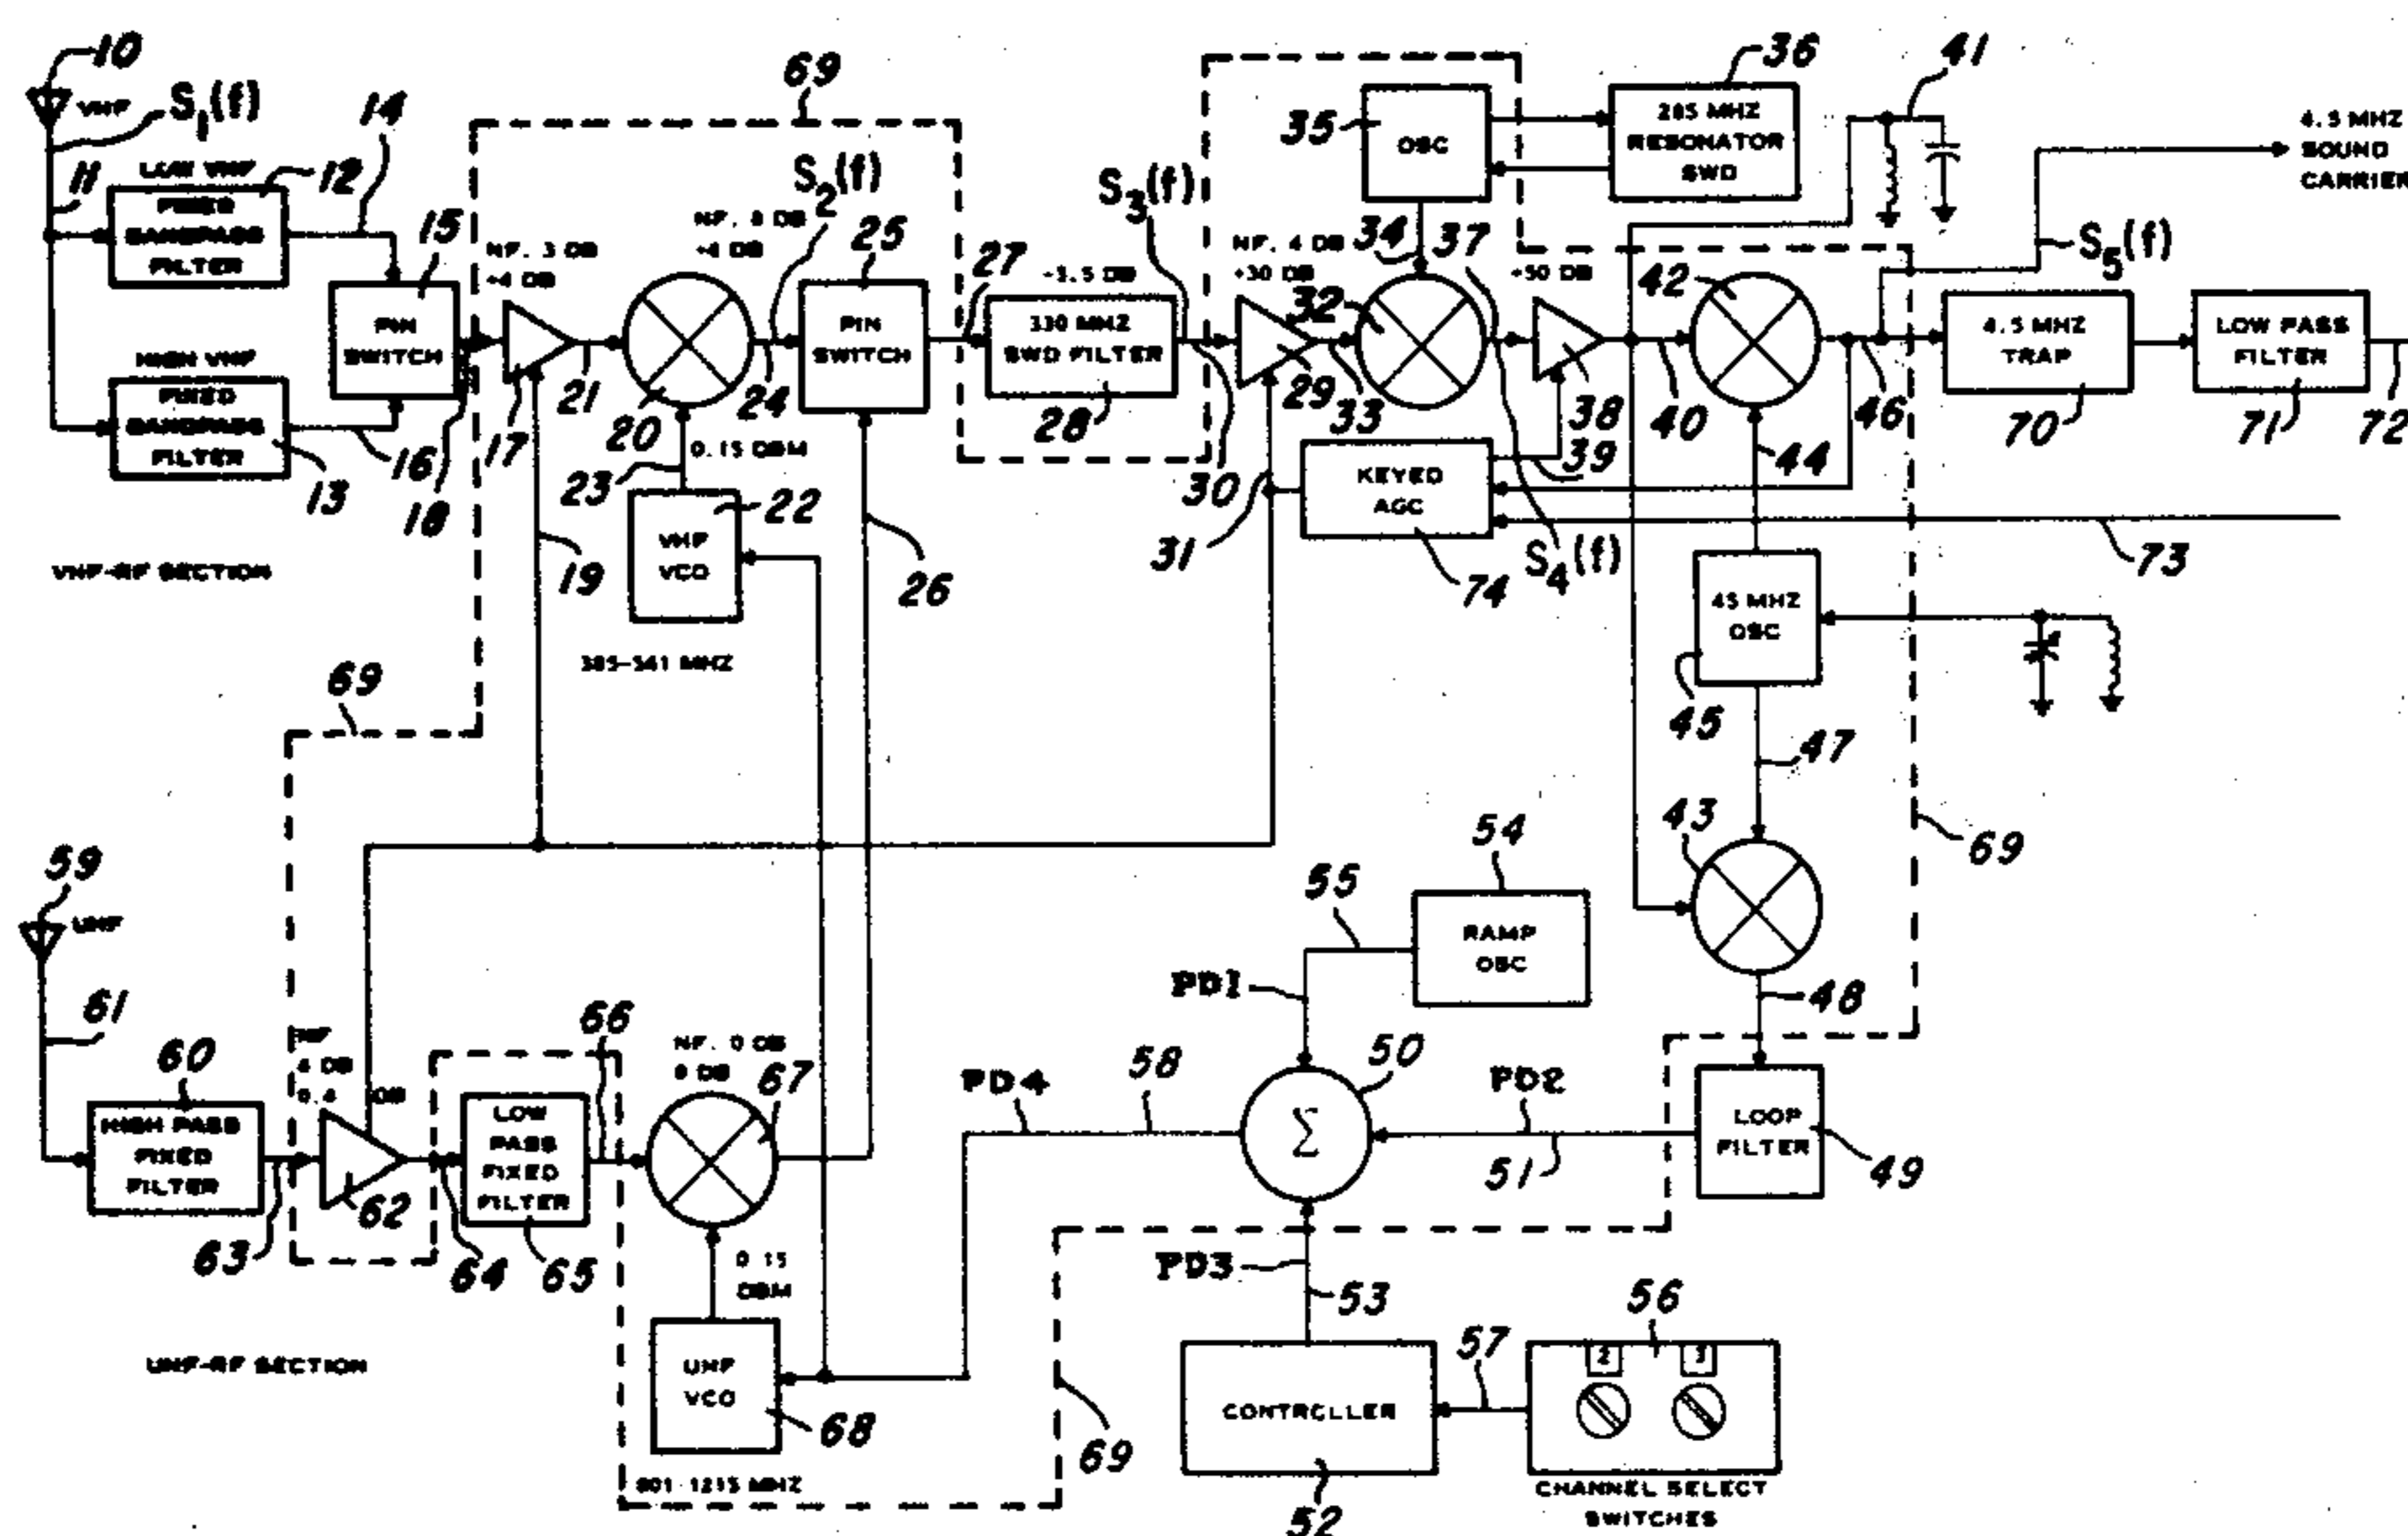 10
VHF
S1(f)
11
LOW VHF
12
FIXED
BANDPASS
FILTER
14
HIGH VHF
FIXED
BANDPASS
FILTER
13
15
PIN
SWITCH
16
18
VHF-RF SECTION
69
NF. 3 DB
+4 DB
17
21
19
20
23
0.15 DBM
22
VHF
VCO
385-541 MHZ
S2(f)
24
25
PIN
SWITCH
26
27
-3.5 DB
330 MHZ
SWD FILTER
28
S3(f)
30
31
NF. 4 DB
+30 DB
29
32
33
34
35
OSC
36
285 MHZ
RESONATOR
SWD
37
+50 DB
38
39
KEYED
AGC
74
S4(f)
40
41
42
44
46
4.5 MHZ
SOUND
CARRIER
S5(f)
4.5 MHZ
TRAP
70
LOW PASS
FILTER
71
72
73
45 MHZ
OSC
45
47
43
48
69
69
59
UHF
61
60
HIGH PASS
FIXED
FILTER
63
NF
4 DB
62
64
LOW
PASS
FIXED
FILTER
65
66
67
0.15
DBM
UHF
VCO
68
801-1215 MHZ
UHF-RF SECTION
54
RAMP
OSC
55
PD1
50
Σ
PD2
51
LOOP
FILTER
49
PD4
58
PD3
53
69
CONTROLLER
52
57
56
2
3
CHANNEL SELECT
SWITCHES